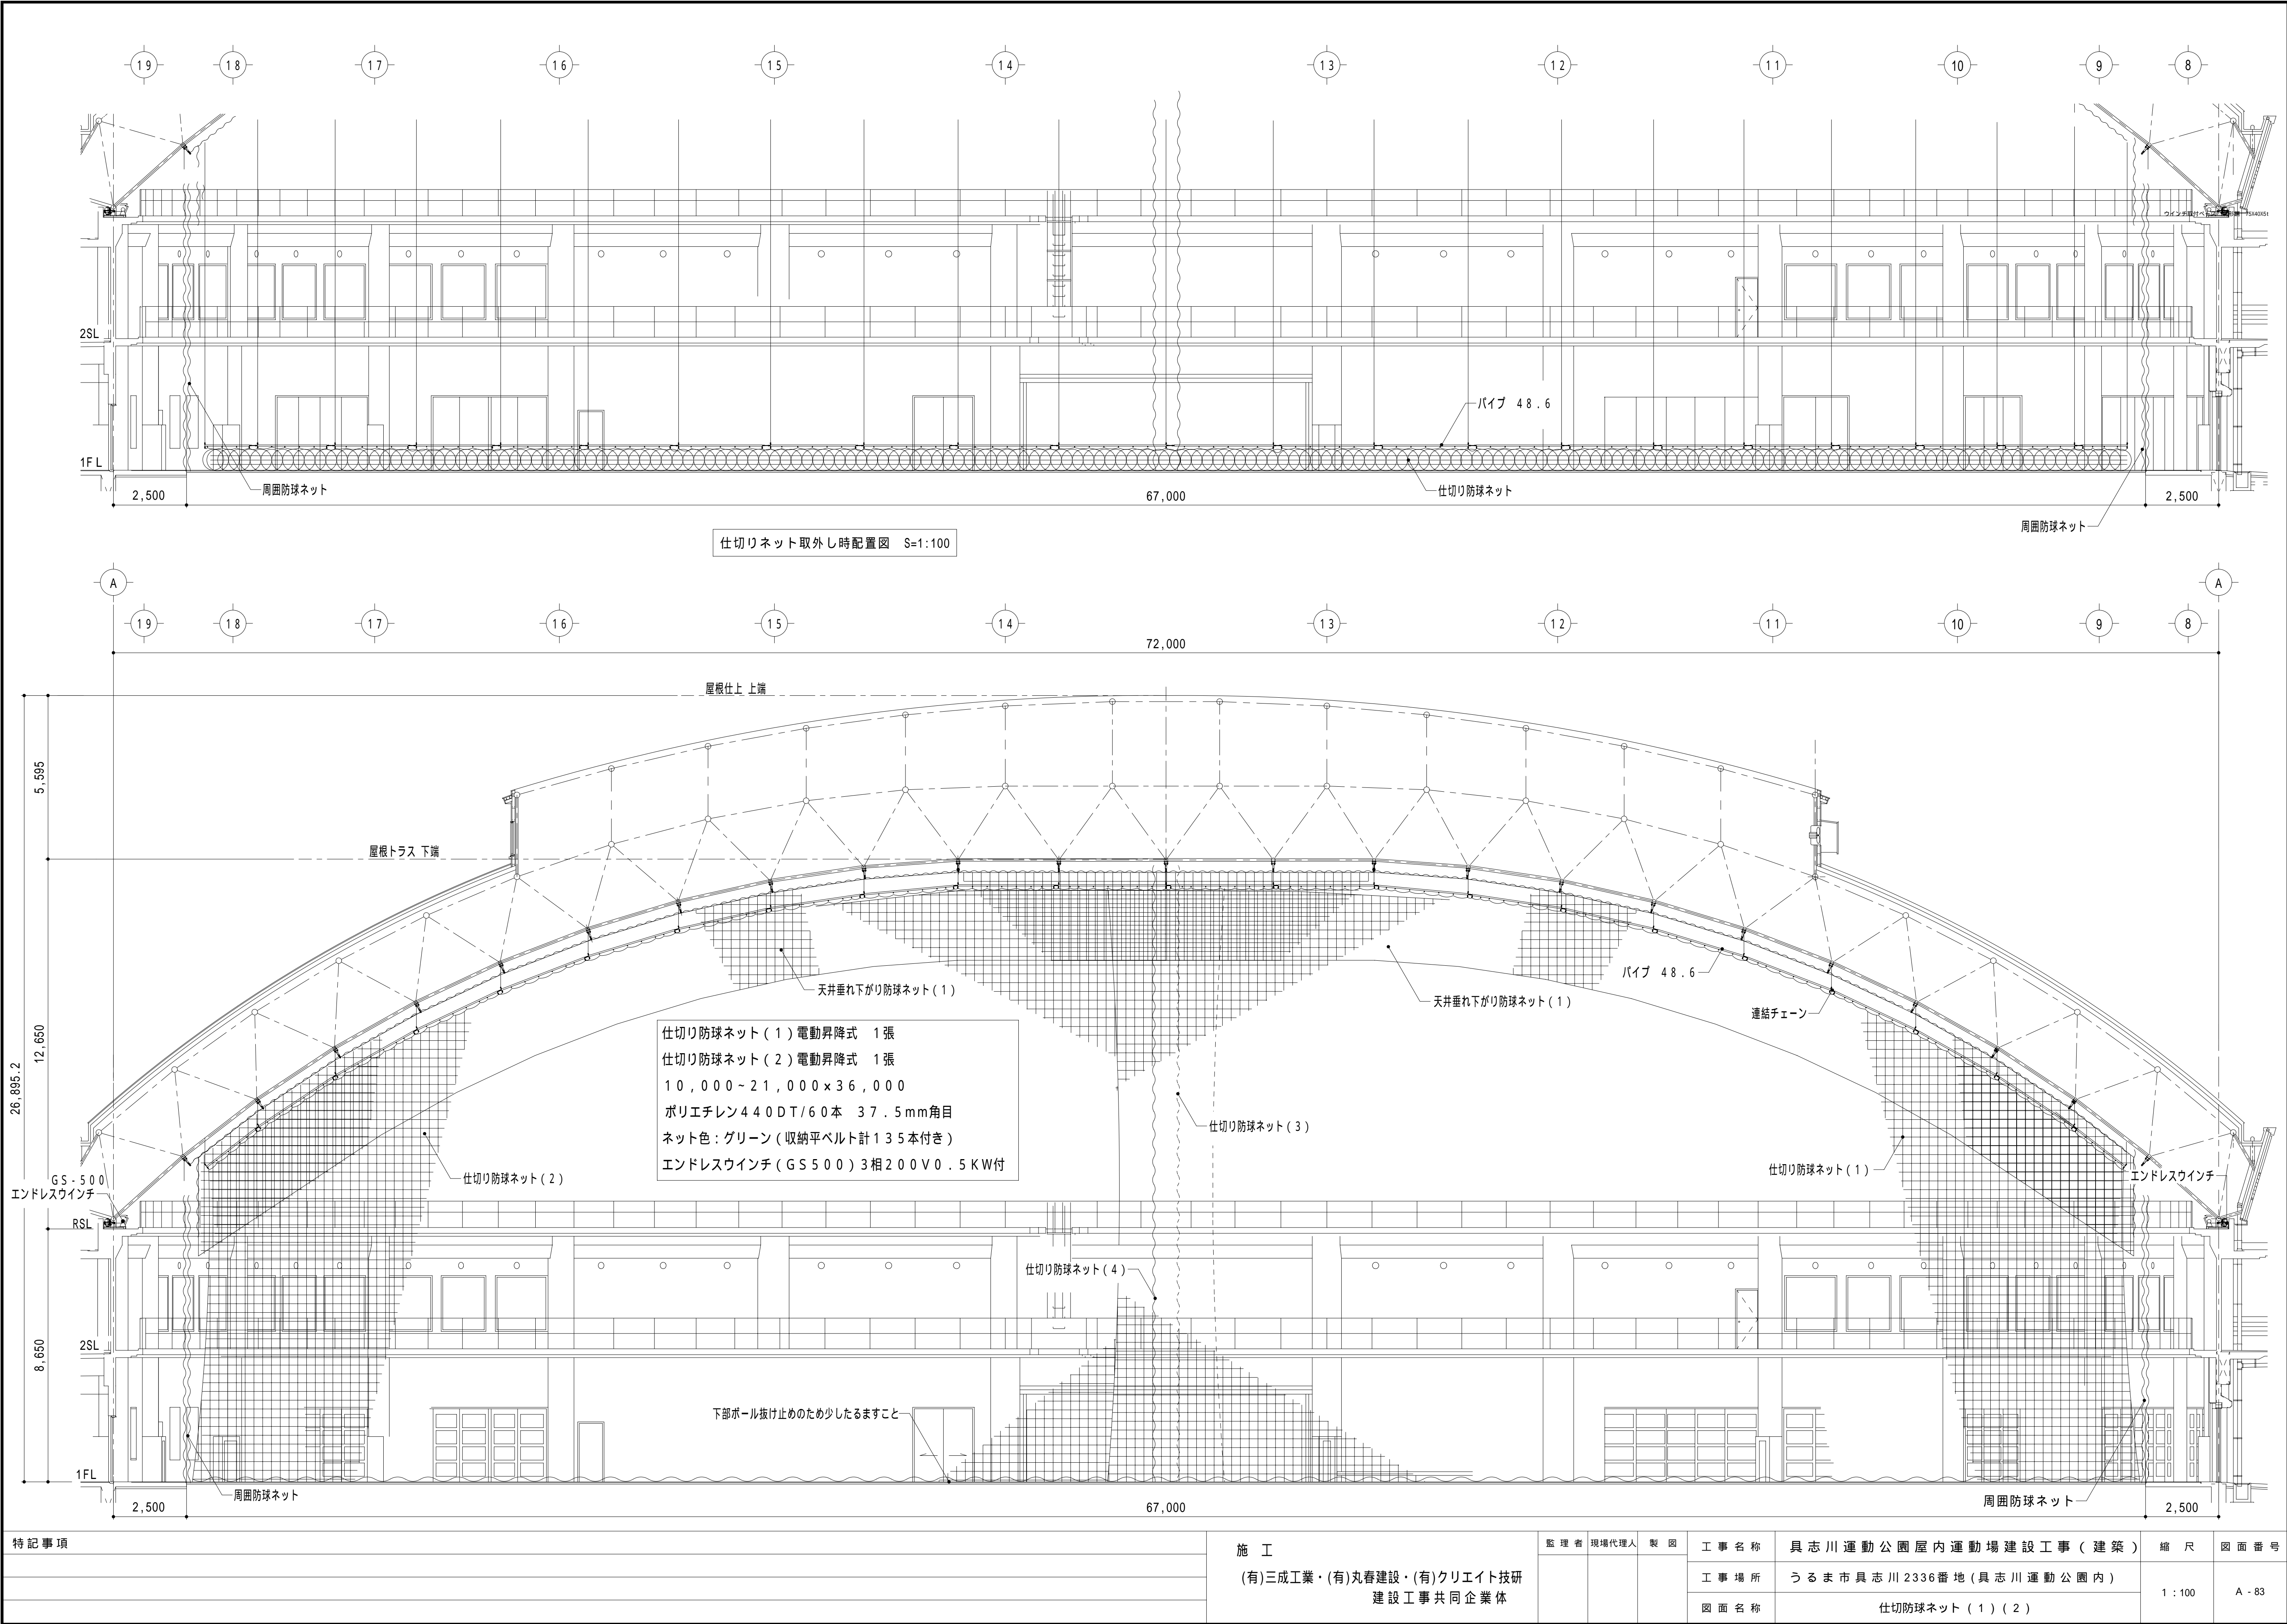 19 18 17 16 15 14 13 12 11 10 9 8
2SL
パイプ 48.6
1FL
周囲防球ネット
仕切り防球ネット
2,500 67,000 2,500
周囲防球ネット
仕切りネット取外し時配置図 S=1:100
A A
19 18 17 16 15 14 13 12 11 10 9 8
72,000
屋根仕上 上端
5,595
屋根トラス 下端
パイプ 48.6
天井垂れ下がり防球ネット(1)
天井垂れ下がり防球ネット(1)
連結チェーン
12,650
26,895.2
仕切り防球ネット(1)電動昇降式 1張
仕切り防球ネット(2)電動昇降式 1張
10,000~21,000x36,000
ポリエチレン440DT/60本 37.5mm角目
ネット色:グリーン(収納平ベルト計135本付き)
エンドレスウインチ(GS500)3相200V0.5KW付
仕切り防球ネット(3)
仕切り防球ネット(2)
仕切り防球ネット(1)
GS-500
エンドレスウインチ
エンドレスウインチ
RSL
仕切り防球ネット(4)
2SL
8,650
下部ボール抜け止めのため少したるますこと
1FL
周囲防球ネット
周囲防球ネット
2,500 67,000 2,500
特記事項
施工
(有)三成工業・(有)丸春建設・(有)クリエイト技研
建設工事共同企業体
監理者 現場代理人 製図
工事名称 具志川運動公園屋内運動場建設工事(建築)
工事場所 うるま市具志川2336番地(具志川運動公園内)
図面名称 仕切防球ネット(1)(2)
縮尺
1:100
図面番号
A-83